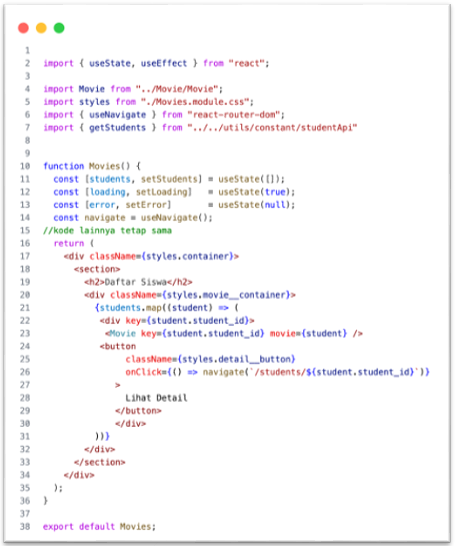 1
2 import { useState, useEffect } from "react";
3
4 import Movie from "../Movie/Movie";
5 import styles from "./Movies.module.css";
6 import { useNavigate } from "react-router-dom";
7 import { getStudents } from "../../utils/constant/studentApi"
8
9
10 function Movies() {
11   const [students, setStudents] = useState([]);
12   const [loading, setLoading]   = useState(true);
13   const [error, setError]       = useState(null);
14   const navigate = useNavigate();
15 //kode lainnya tetap sama
16   return (
17     <div className={styles.container}>
18       <section>
19         <h2>Daftar Siswa</h2>
20         <div className={styles.movie__container}>
21           {students.map((student) => (
22            <div key={student.student_id}>
23             <Movie key={student.student_id} movie={student} />
24            <button
25                 className={styles.detail__button}
26                 onClick={() => navigate(`/students/${student.student_id}`)}
27               >
28                 Lihat Detail
29               </button>
30               </div>
31           ))}
32         </div>
33       </section>
34     </div>
35   );
36 }
37
38 export default Movies;